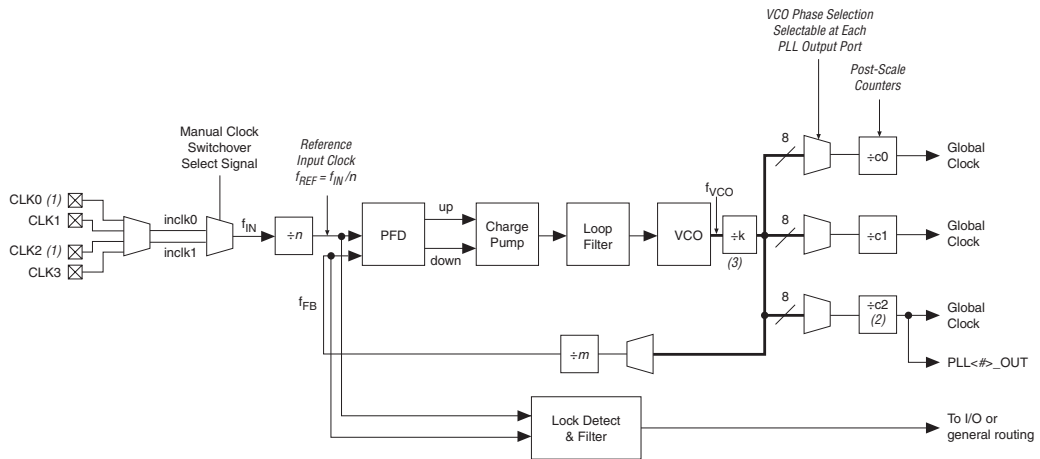 VCO Phase Selection
Selectable at Each
PLL Output Port
Post-Scale
Counters
Manual Clock
Switchover
Select Signal
Reference
Input Clock
fREF = fIN /n
8
÷c0
Global
Clock
CLK0 (1)
CLK1
CLK2 (1)
CLK3
inclk0
inclk1
fIN
÷n
PFD
up
down
Charge
Pump
Loop
Filter
VCO
fVCO
÷k
(3)
8
÷c1
Global
Clock
fFB
8
÷c2
(2)
Global
Clock
÷m
PLL<#>_OUT
Lock Detect
& Filter
To I/O or
general routing